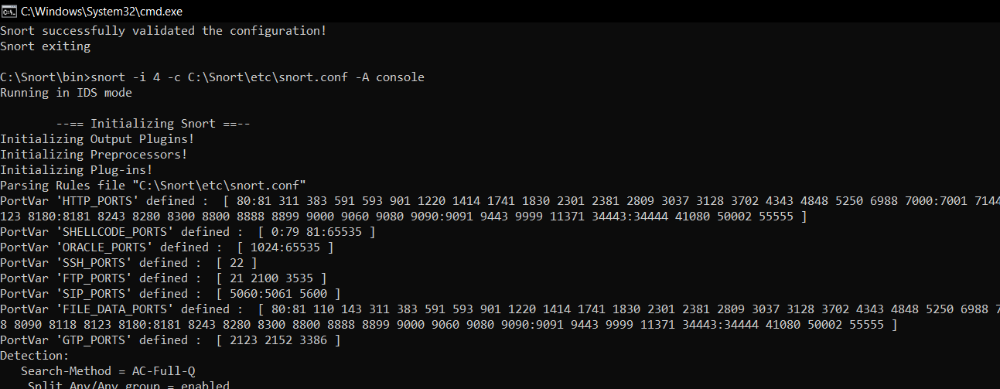 C:\Windows\System32\cmd.exe
Snort successfully validated the configuration!
Snort exiting
C:\Snort\bin>snort -i 4 -c C:\Snort\etc\snort.conf -A console
Running in IDS mode
--== Initializing Snort ==--
Initializing Output Plugins!
Initializing Preprocessors!
Initializing Plug-ins!
Parsing Rules file "C:\Snort\etc\snort.conf"
PortVar 'HTTP_PORTS' defined :  [ 80:81 311 383 591 593 901 1220 1414 1741 1830 2301 2381 2809 3037 3128 3702 4343 4848 5250 6988 7000:7001 7144
123 8180:8181 8243 8280 8300 8800 8888 8899 9000 9060 9080 9090:9091 9443 9999 11371 34443:34444 41080 50002 55555 ]
PortVar 'SHELLCODE_PORTS' defined :  [ 0:79 81:65535 ]
PortVar 'ORACLE_PORTS' defined :  [ 1024:65535 ]
PortVar 'SSH_PORTS' defined :  [ 22 ]
PortVar 'FTP_PORTS' defined :  [ 21 2100 3535 ]
PortVar 'SIP_PORTS' defined :  [ 5060:5061 5600 ]
PortVar 'FILE_DATA_PORTS' defined :  [ 80:81 110 143 311 383 591 593 901 1220 1414 1741 1830 2301 2381 2809 3037 3128 3702 4343 4848 5250 6988 7
8 8090 8118 8123 8180:8181 8243 8280 8300 8800 8888 8899 9000 9060 9080 9090:9091 9443 9999 11371 34443:34444 41080 50002 55555 ]
PortVar 'GTP_PORTS' defined :  [ 2123 2152 3386 ]
Detection:
Search-Method = AC-Full-Q
Split Any/Any group = enabled